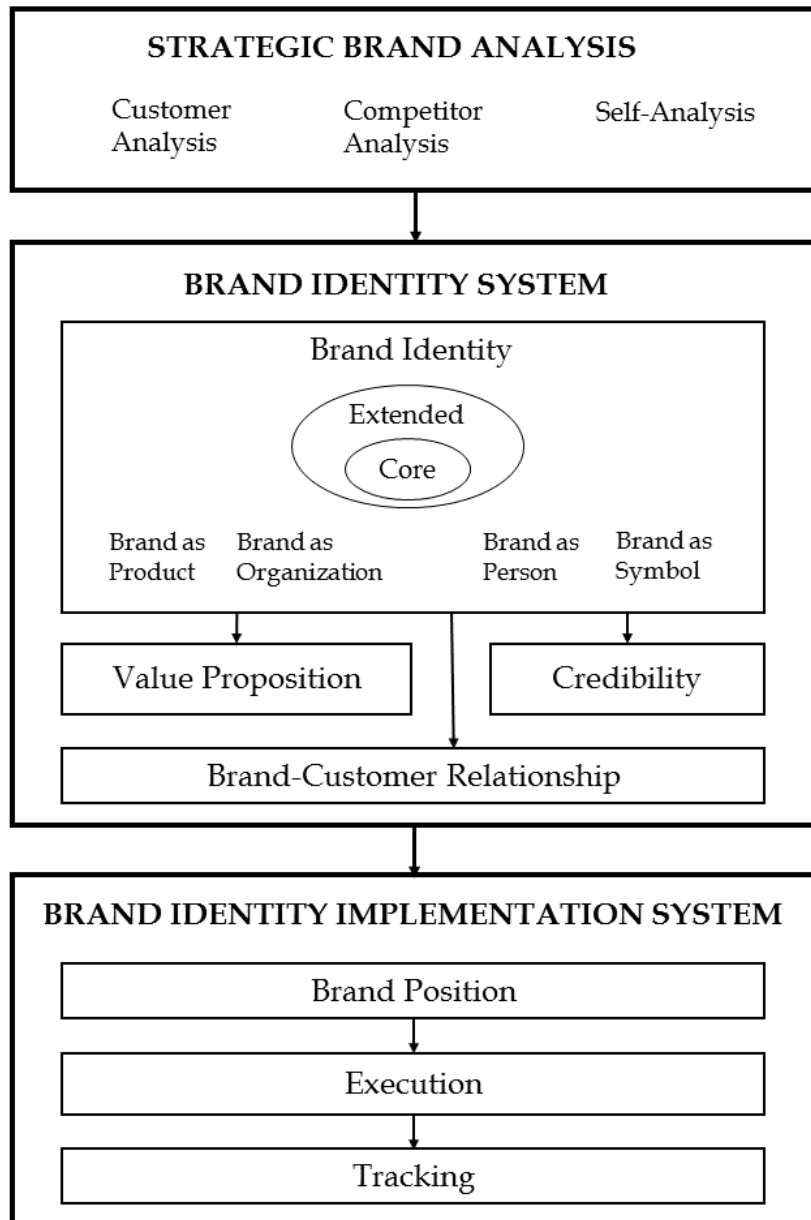 STRATEGIC BRAND ANALYSIS
Customer
Analysis
Competitor
Analysis
Self-Analysis
BRAND IDENTITY SYSTEM
Brand Identity
Extended
Core
Brand as
Product
Brand as
Organization
Brand as
Person
Brand as
Symbol
Value Proposition
Credibility
Brand-Customer Relationship
BRAND IDENTITY IMPLEMENTATION SYSTEM
Brand Position
Execution
Tracking